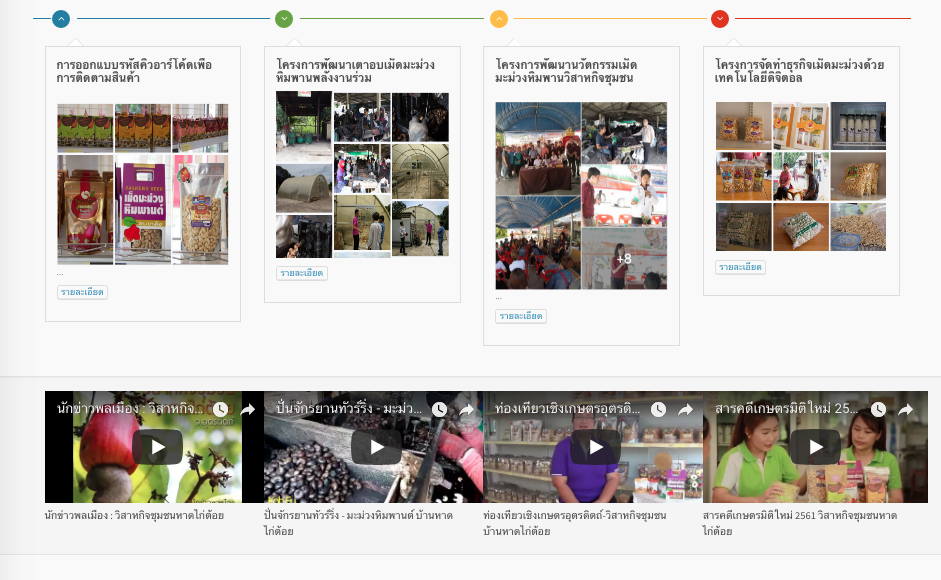 การออกแบบรหัสคิวอาร์โค้ดเพื่อ
การติดตามสินค้า
โครงการพัฒนาเตาอบเม็ดมะม่วง
หิมพานพลังงานร่วม
โครงการพัฒนานวัตกรรมเม็ด
มะม่วงหิมพานวิสาหกิจชุมชน
โครงการจัดทำธุรกิจเม็ดมะม่วงด้วย
เทคโนโลยีดิจิตอล
เม็ดมะม่วง
หิมพานต์
+8
...
รายละเอียด
รายละเอียด
...
รายละเอียด
รายละเอียด
นักข่าวพลเมือง : วิสาหกิจ...
ปั่นจักรยานทัวร์ริ่ง - มะม่ว...
ท่องเที่ยวเชิงเกษตรอุตรดิ...
สารคดีเกษตรมิติใหม่ 25...
นักข่าวพลเมือง : วิสาหกิจชุมชนหาดไก่ต้อย
ปั่นจักรยานทัวร์ริ่ง - มะม่วงหิมพานต์ บ้านหาด
ไก่ต้อย
ท่องเที่ยวเชิงเกษตรอุตรดิตถ์-วิสาหกิจชุมชน
บ้านหาดไก่ต้อย
สารคดีเกษตรมิติใหม่ 2561 วิสาหกิจชุมชนหาด
ไก่ต้อย